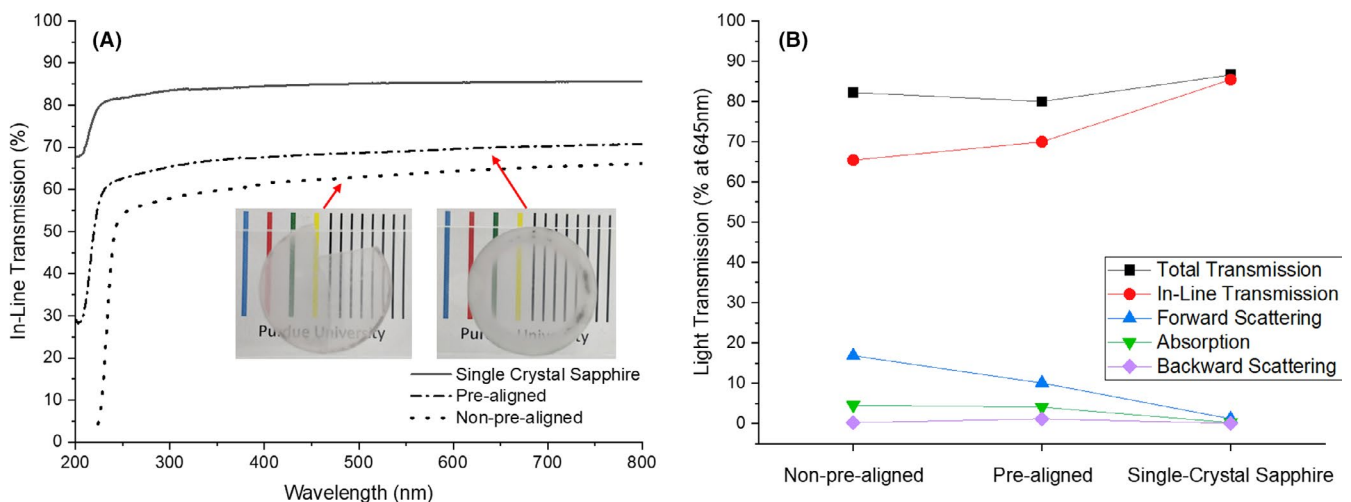 (A)
100
90
80
70
60
50
40
30
20
10
0
In-Line Transmission (%)
Purdue University
Pur University
Single Crystal Sapphire
Pre-aligned
Non-pre-aligned
200 300 400 500 600 700 800
Wavelength (nm)
(B)
100
90
80
70
60
50
40
30
20
10
0
Light Transmission (% at 645nm)
Total Transmission
In-Line Transmission
Forward Scattering
Absorption
Backward Scattering
Non-pre-aligned Pre-aligned Single-Crystal Sapphire